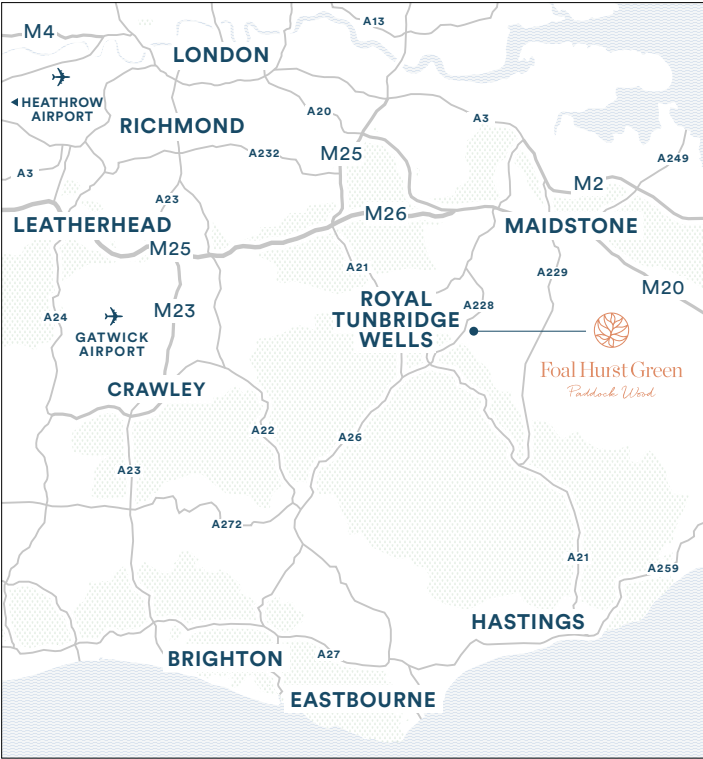 M4
A13
LONDON
HEATHROW
AIRPORT
RICHMOND
A20
A3
A232
M25
A249
A3
M2
A23
M26
LEATHERHEAD
MAIDSTONE
M25
A21
A229
M20
ROYAL
TUNBRIDGE
WELLS
A228
A24
M23
GATWICK
AIRPORT
Foal Hurst Green
Paddock Wood
CRAWLEY
A22
A26
A23
A272
A21
A259
HASTINGS
BRIGHTON
A27
EASTBOURNE